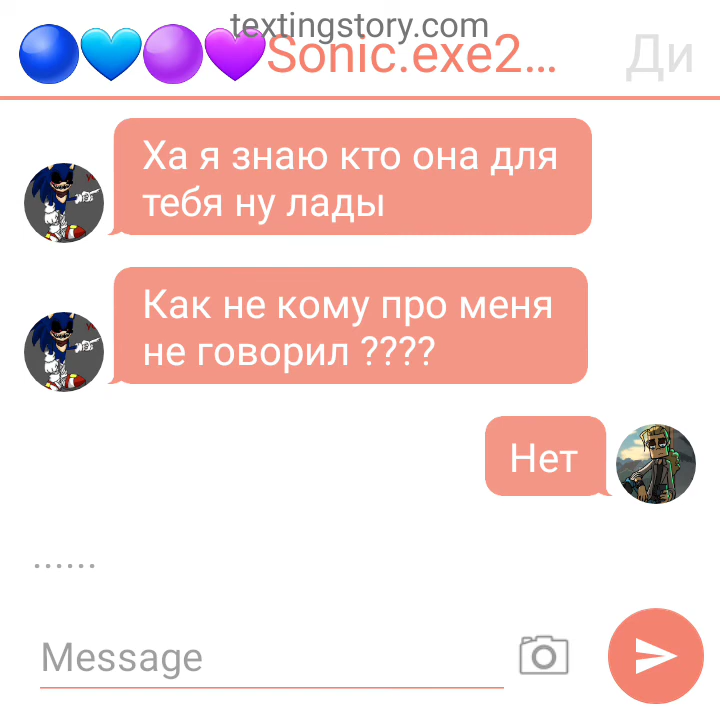 textingstory.com
Sonic.exe2...
Ди
Ха я знаю кто она для
тебя ну лады
Как не кому про меня
не говорил ????
Нет
......
Message